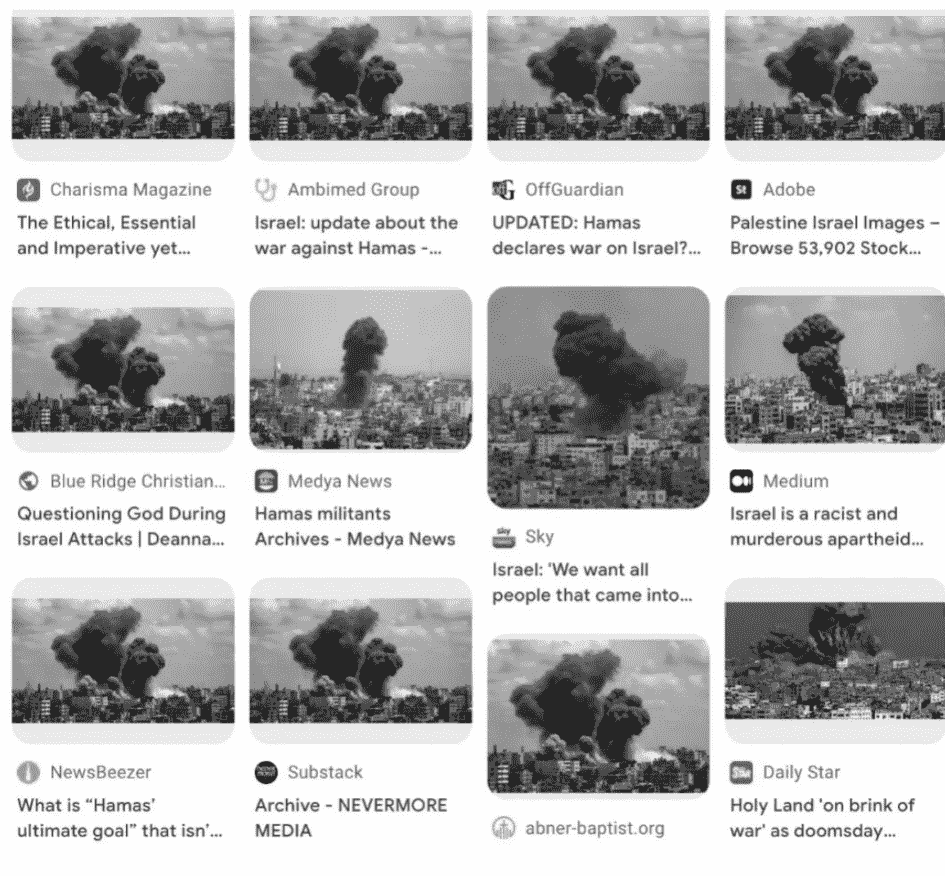 Charisma Magazine
The Ethical, Essential
and Imperative yet...
Ambimed Group
Israel: update about the
war against Hamas -...
OffGuardian
UPDATED: Hamas
declares war on Israel?...
St
Adobe
Palestine Israel Images –
Browse 53,902 Stock...
Blue Ridge Christian...
Questioning God During
Israel Attacks | Deanna...
Medya News
Hamas militants
Archives - Medya News
sky
Sky
Israel: 'We want all
people that came into...
Medium
Israel is a racist and
murderous apartheid...
NewsBeezer
What is “Hamas’
ultimate goal” that isn’...
Substack
Archive - NEVERMORE
MEDIA
abner-baptist.org
Star
Daily Star
Holy Land 'on brink of
war' as doomsday...